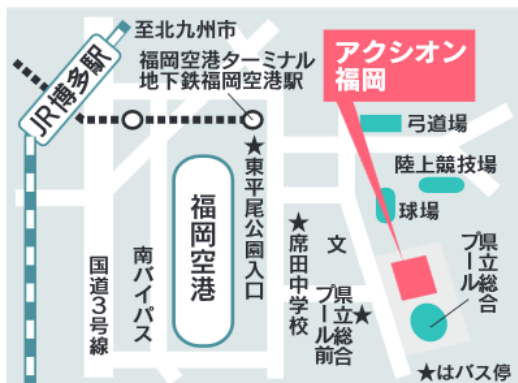 至北九州市
JR博多駅
福岡空港ターミナル
地下鉄福岡空港駅
アクシオン
福岡
弓道場
陸上競技場
球場
★東平尾公園入口
福岡空港
国道3号線
南バイパス
★席田中学校
文
県立総合
プール前
★
県立総合
プール
★はバス停